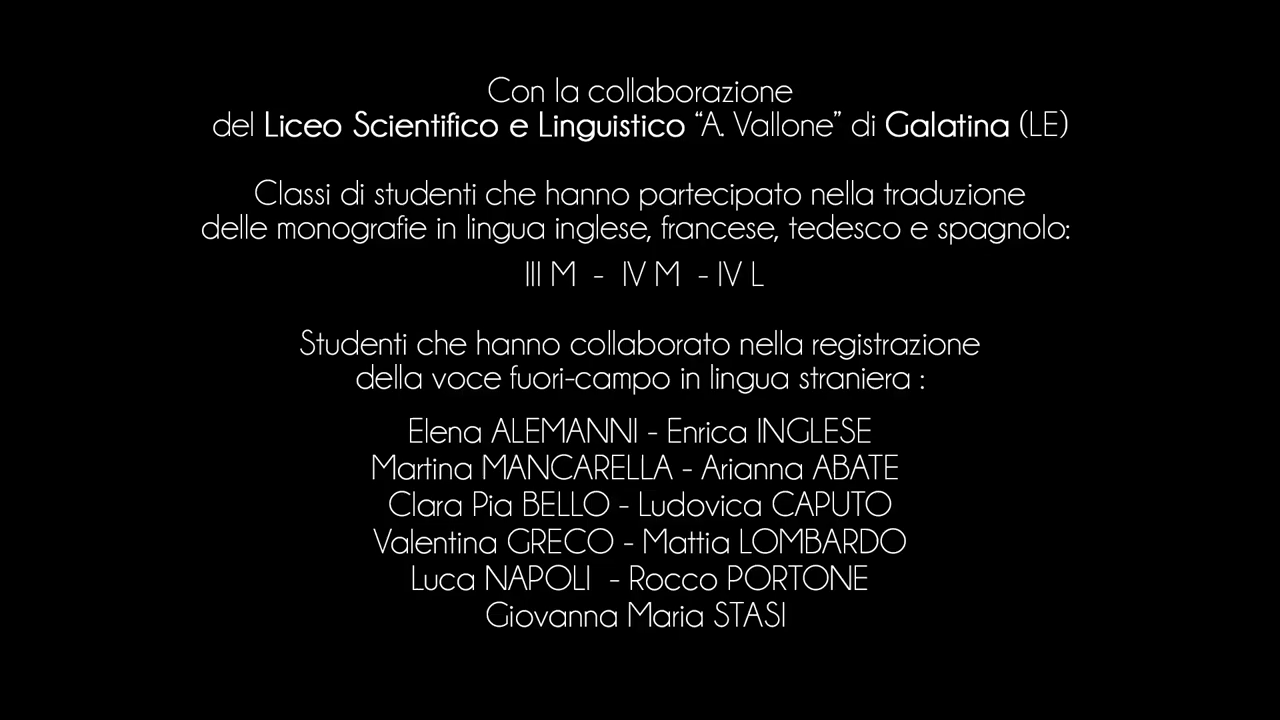 Con la collaborazione
del Liceo Scientifico e Linguistico “A. Vallone” di Galatina (LE)
Classi di studenti che hanno partecipato nella traduzione
delle monografie in lingua inglese, francese, tedesco e spagnolo:
III M - IV M - IV L
Studenti che hanno collaborato nella registrazione
della voce fuori-campo in lingua straniera :
Elena ALEMANNI - Enrica INGLESE
Martina MANCARELLA - Arianna ABATE
Clara Pia BELLO - Ludovica CAPUTO
Valentina GRECO - Mattia LOMBARDO
Luca NAPOLI - Rocco PORTONE
Giovanna Maria STASI